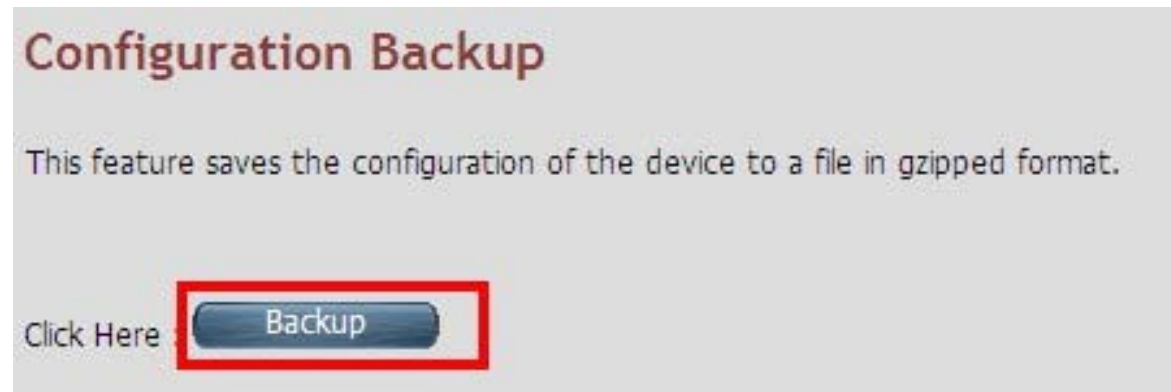 Configuration Backup
This feature saves the configuration of the device to a file in gzipped format.
Click Here : Backup